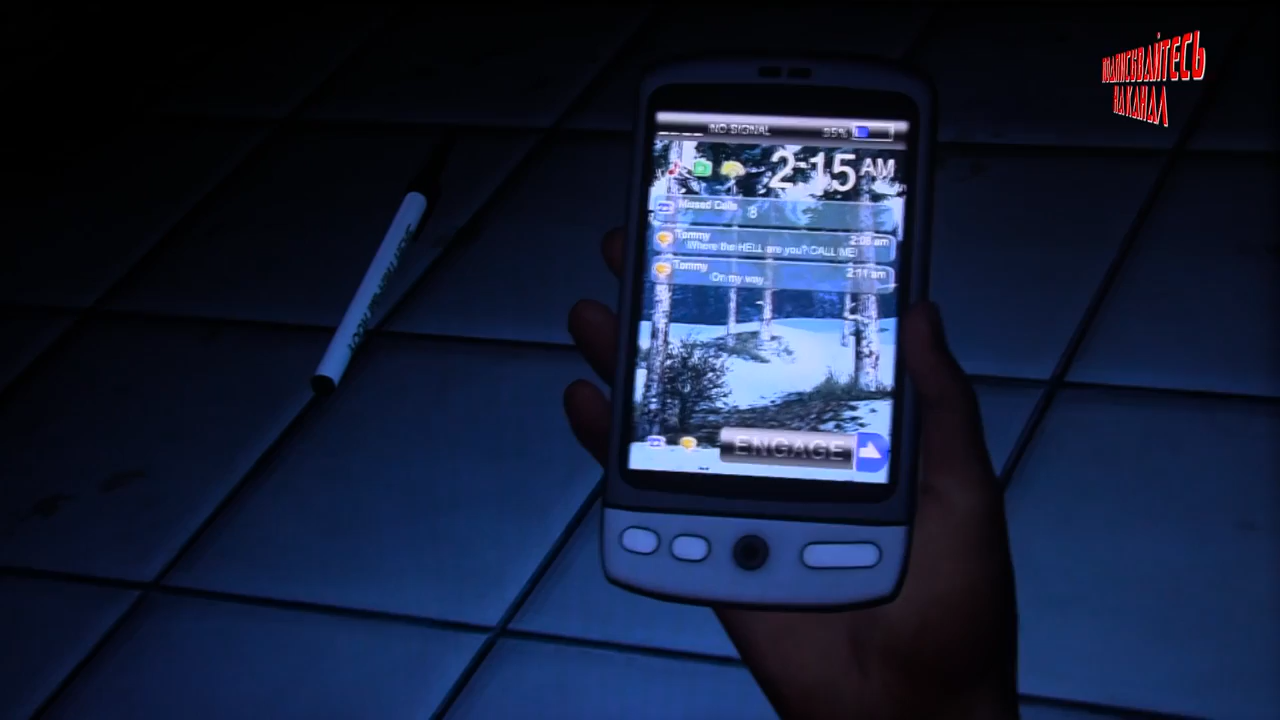 ПОДПИСЫВАЙТЕСЬ
НА КАНАЛ
NO SIGNAL 35%
2:15 AM
Missed Calls
8
Tommy 2:08 am
Where the HELL are you? CALL ME!
Tommy 2:11 am
On my way.
ENGAGE